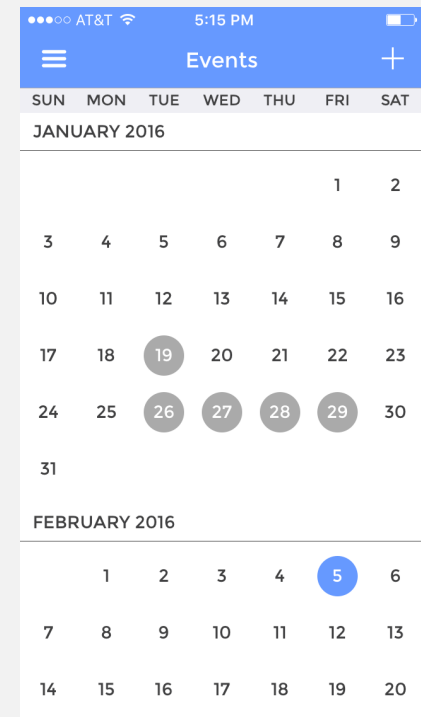 AT&T 5:15 PM
Events
SUN MON TUE WED THU FRI SAT
JANUARY 2016
1 2
3 4 5 6 7 8 9
10 11 12 13 14 15 16
17 18 19 20 21 22 23
24 25 26 27 28 29 30
31
FEBRUARY 2016
1 2 3 4 5 6
7 8 9 10 11 12 13
14 15 16 17 18 19 20